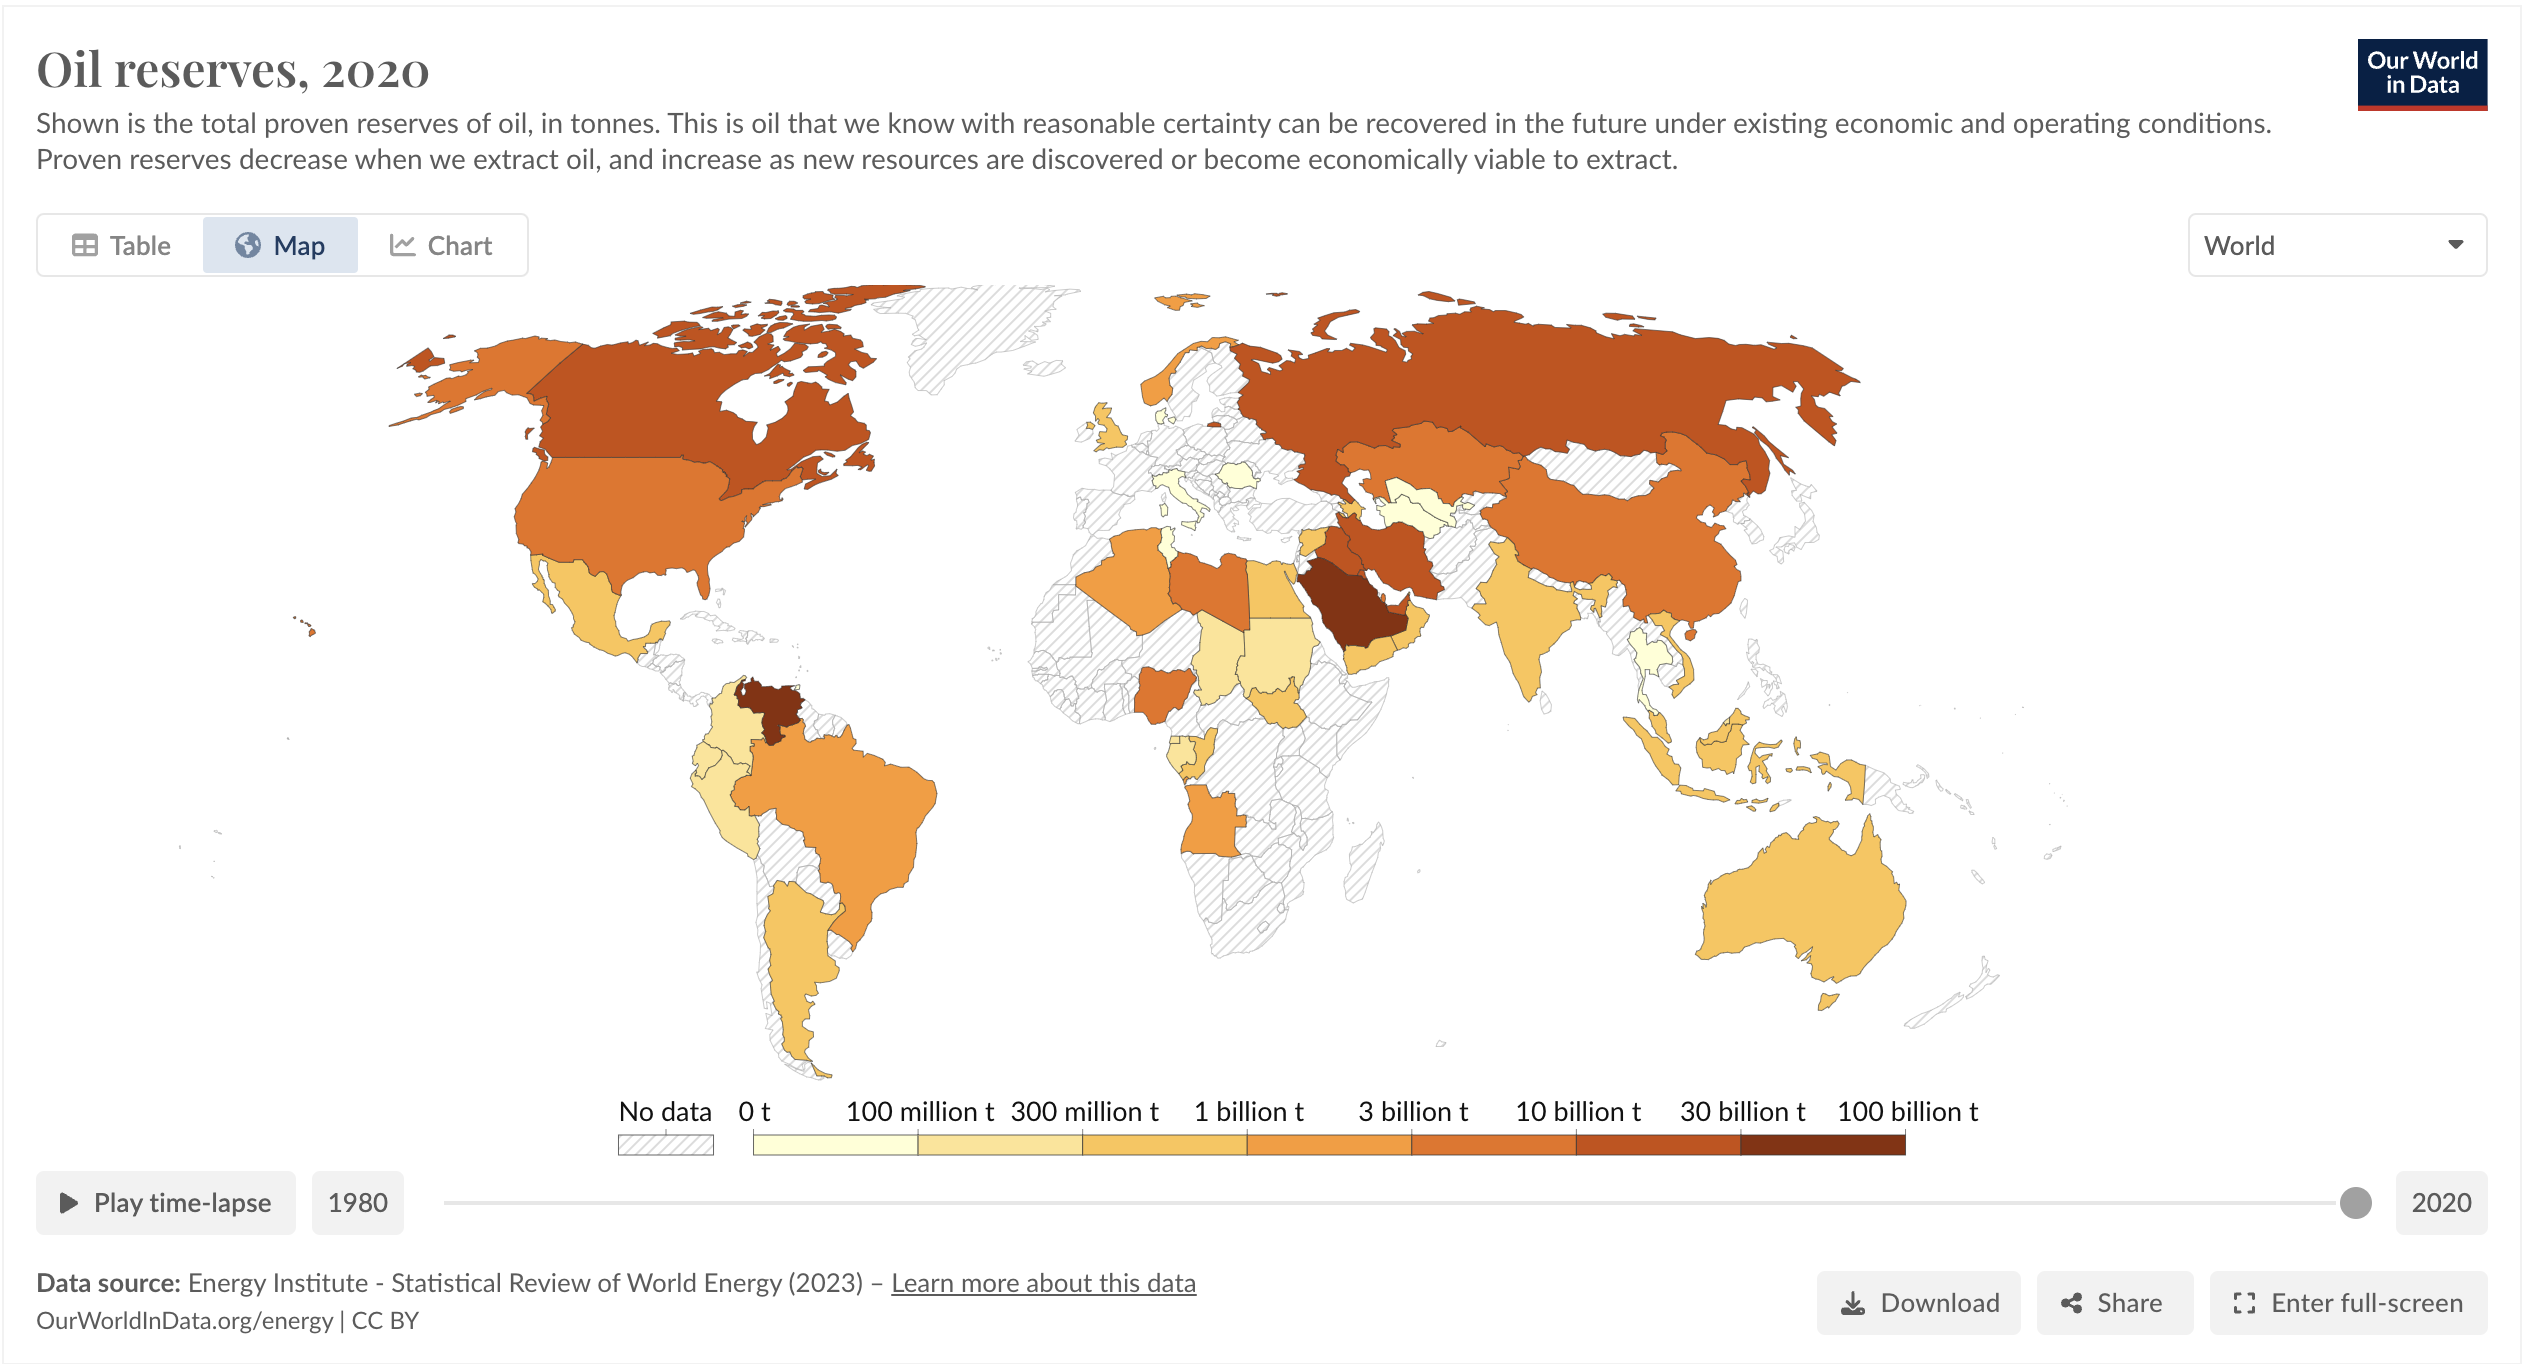 Oil reserves, 2020
Our World
in Data
Shown is the total proven reserves of oil, in tonnes. This is oil that we know with reasonable certainty can be recovered in the future under existing economic and operating conditions.
Proven reserves decrease when we extract oil, and increase as new resources are discovered or become economically viable to extract.
Table
Map
Chart
World
No data
0 t
100 million t
300 million t
1 billion t
3 billion t
10 billion t
30 billion t
100 billion t
Play time-lapse
1980
2020
Data source: Energy Institute - Statistical Review of World Energy (2023) – Learn more about this data
OurWorldInData.org/energy | CC BY
Download
Share
Enter full-screen